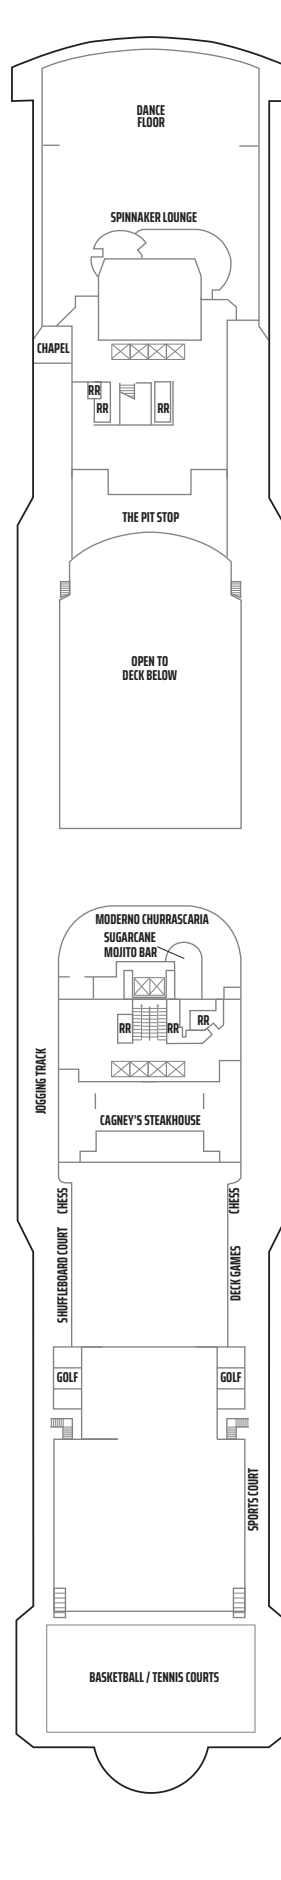 DANCE
FLOOR
SPINNAKER LOUNGE
CHAPEL
RR
RR
RR
THE PIT STOP
OPEN TO
DECK BELOW
MODERNO CHURRASCARIA
SUGARCANE
MOJITO BAR
RR
RR
RR
JOGGING TRACK
CAGNEY'S STEAKHOUSE
CHESS
CHESS
SHUFFLEBOARD COURT
DECK GAMES
GOLF
GOLF
SPORTS COURT
BASKETBALL / TENNIS COURTS